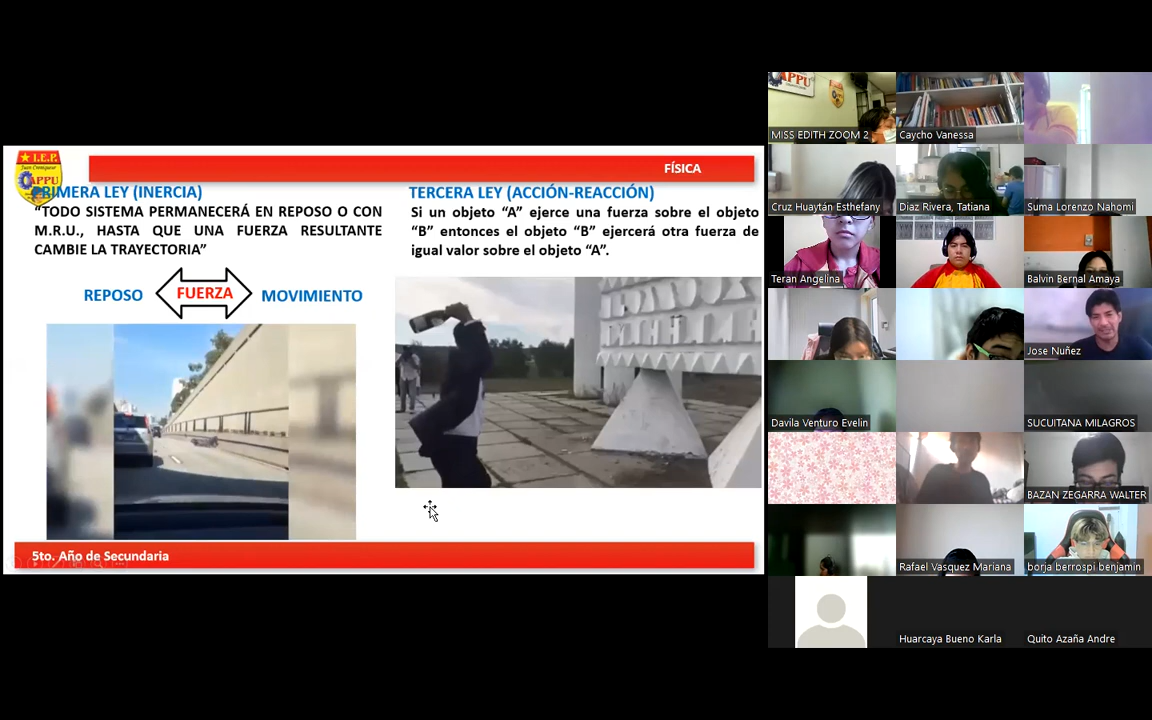 I.E.P.
APPU
FÍSICA
PRIMERA LEY (INERCIA)
“TODO SISTEMA PERMANECERÁ EN REPOSO O CON
M.R.U., HASTA QUE UNA FUERZA RESULTANTE
CAMBIE LA TRAYECTORIA”
REPOSO
FUERZA
MOVIMIENTO
TERCERA LEY (ACCIÓN-REACCIÓN)
Si un objeto “A” ejerce una fuerza sobre el objeto
“B” entonces el objeto “B” ejercerá otra fuerza de
igual valor sobre el objeto “A”.
5to. Año de Secundaria
APPU
MISS EDITH ZOOM 2
Caycho Vanessa
Cruz Huaytán Esthefany
Diaz Rivera, Tatiana
Suma Lorenzo Nahomi
Teran Angelina
Balvin Bernal Amaya
Jose Nuñez
Davila Venturo Evelin
SUCUITANA MILAGROS
BAZAN ZEGARRA WALTER
Rafael Vasquez Mariana
borja berrospi benjamin
Huarcaya Bueno Karla
Quito Azaña Andre